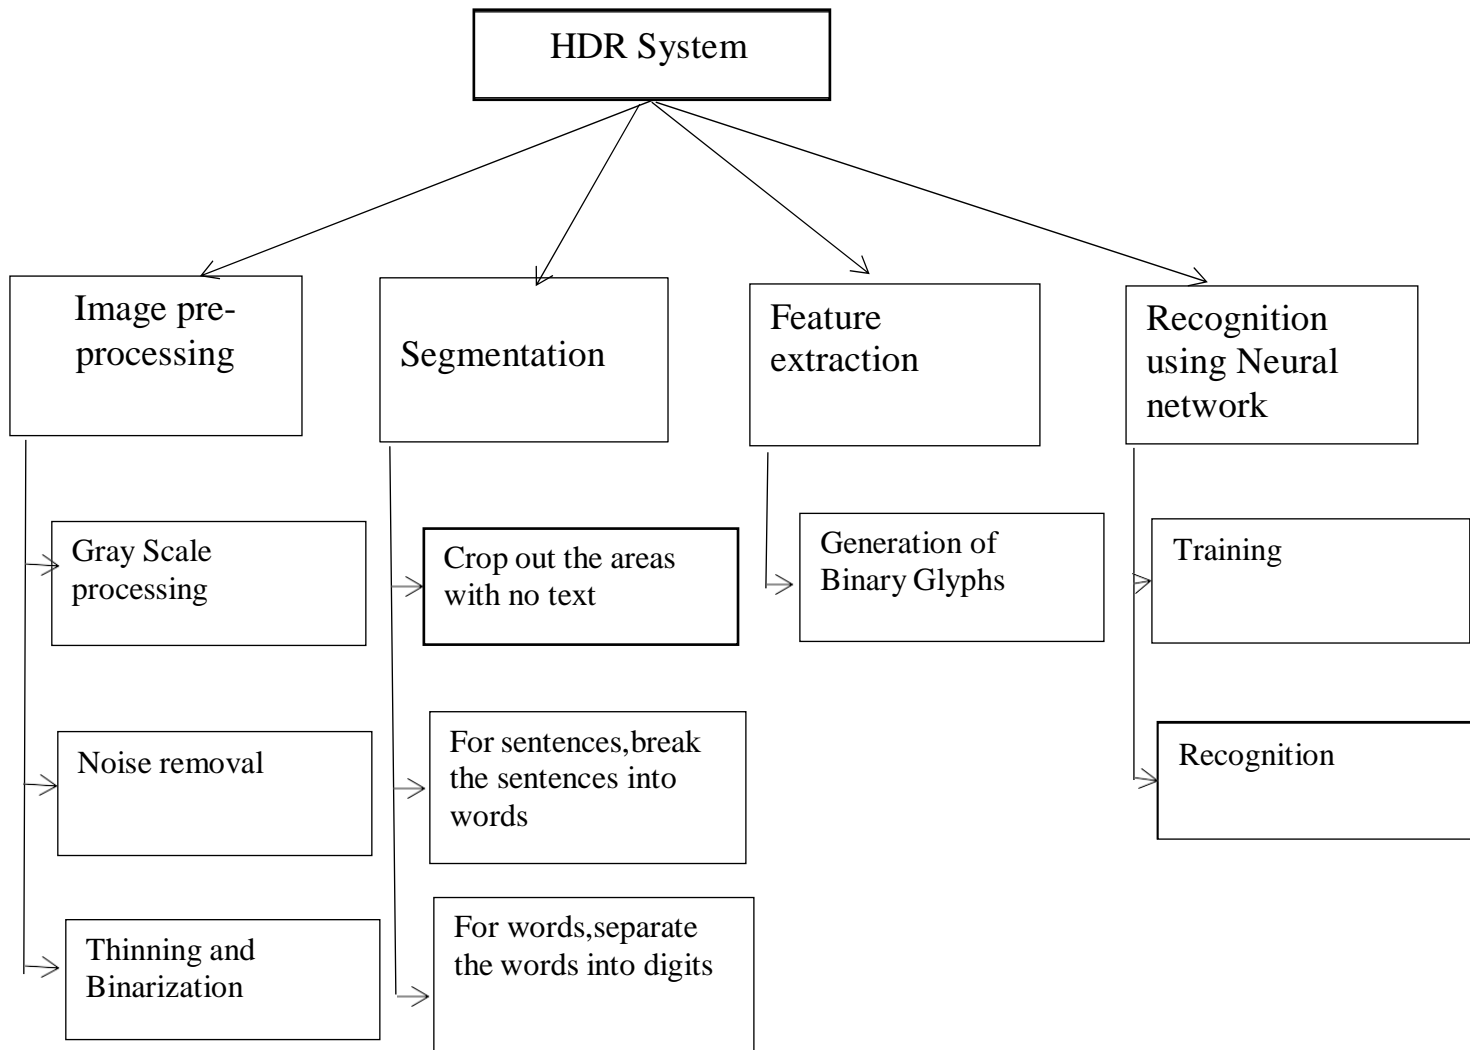 HDR System
Image pre-
processing
Segmentation
Feature
extraction
Recognition
using Neural
network
Gray Scale
processing
Noise removal
Thinning and
Binarization
Crop out the areas
with no text
For sentences,break
the sentences into
words
For words,separate
the words into digits
Generation of
Binary Glyphs
Training
Recognition